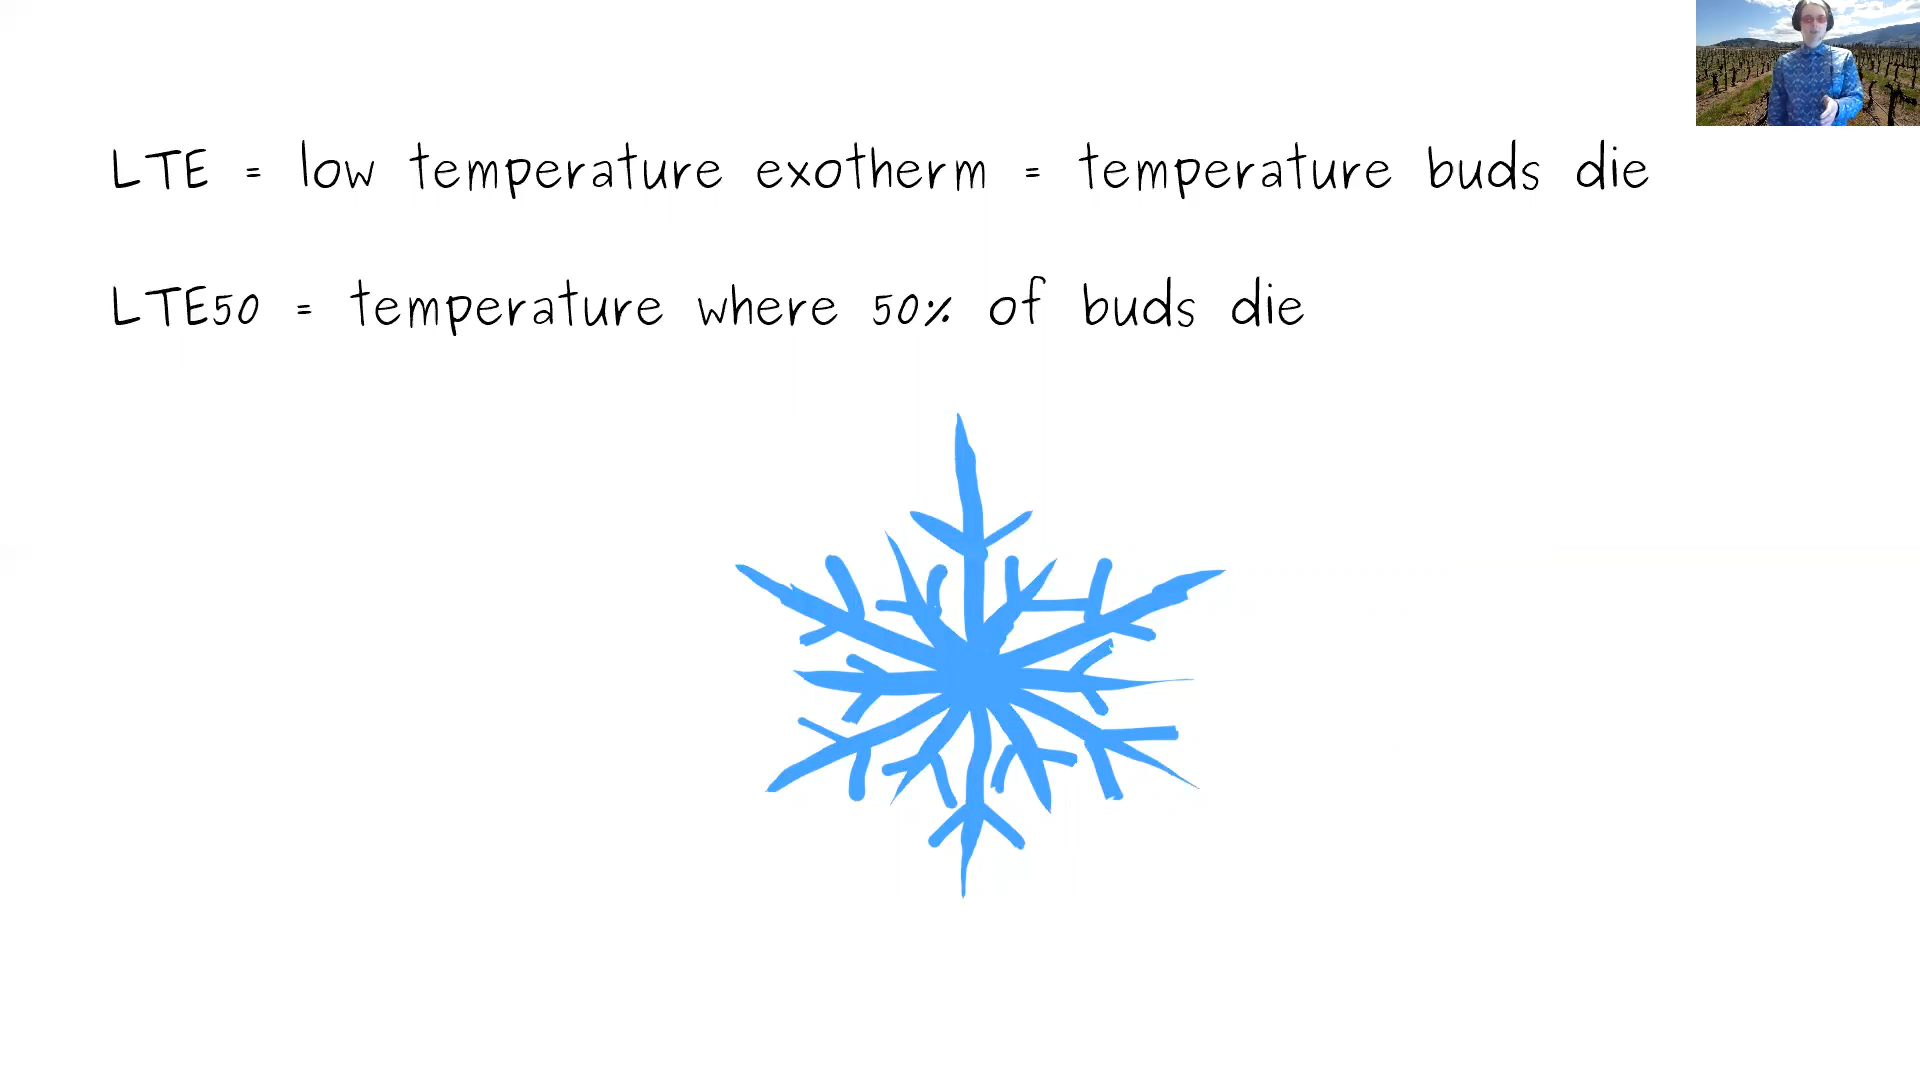 LTE = low temperature exotherm = temperature buds die
LTE50 = temperature where 50% of buds die